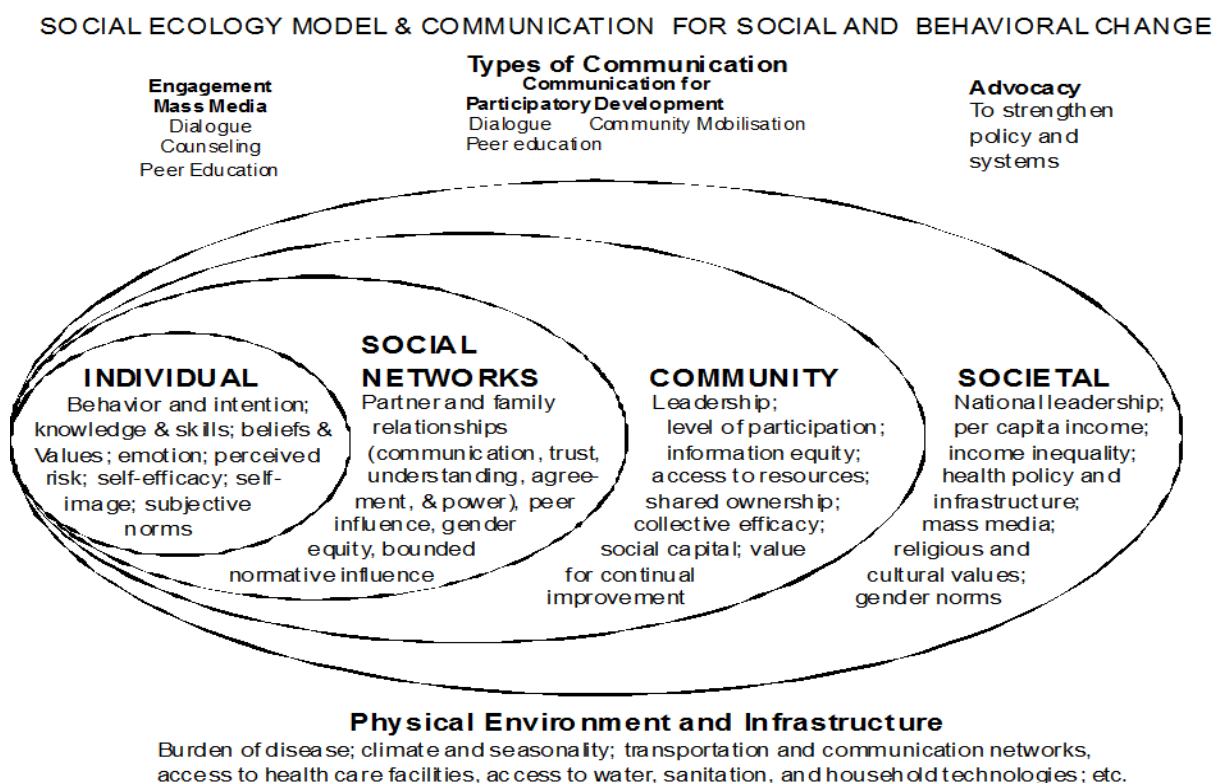 SOCIAL ECOLOGY MODEL & COMMUNICATION FOR SOCIAL AND BEHAVIORAL CHANGE
Types of Communication
Engagement
Mass Media
Dialogue
Counseling
Peer Education
Communication for
Participatory Development
Dialogue Community Mobilisation
Peer education
Advocacy
To strengthen
policy and
systems
INDIVIDUAL
Behavior and intention;
knowledge & skills; beliefs &
Values; emotion; perceived
risk; self-efficacy; self-
image; subjective
norms
SOCIAL
NETWORKS
Partner and family
relationships
(communication, trust,
understanding, agree-
ment, & power), peer
influence, gender
equity, bounded
normative influence
COMMUNITY
Leadership;
level of participation;
information equity;
access to resources;
shared ownership;
collective efficacy;
social capital; value
for continual
improvement
SOCIETAL
National leadership;
per capita income;
income inequality;
health policy and
infrastructure;
mass media;
religious and
cultural values;
gender norms
Physical Environment and Infrastructure
Burden of disease; climate and seasonality; transportation and communication networks,
access to health care facilities, access to water, sanitation, and household technologies; etc.